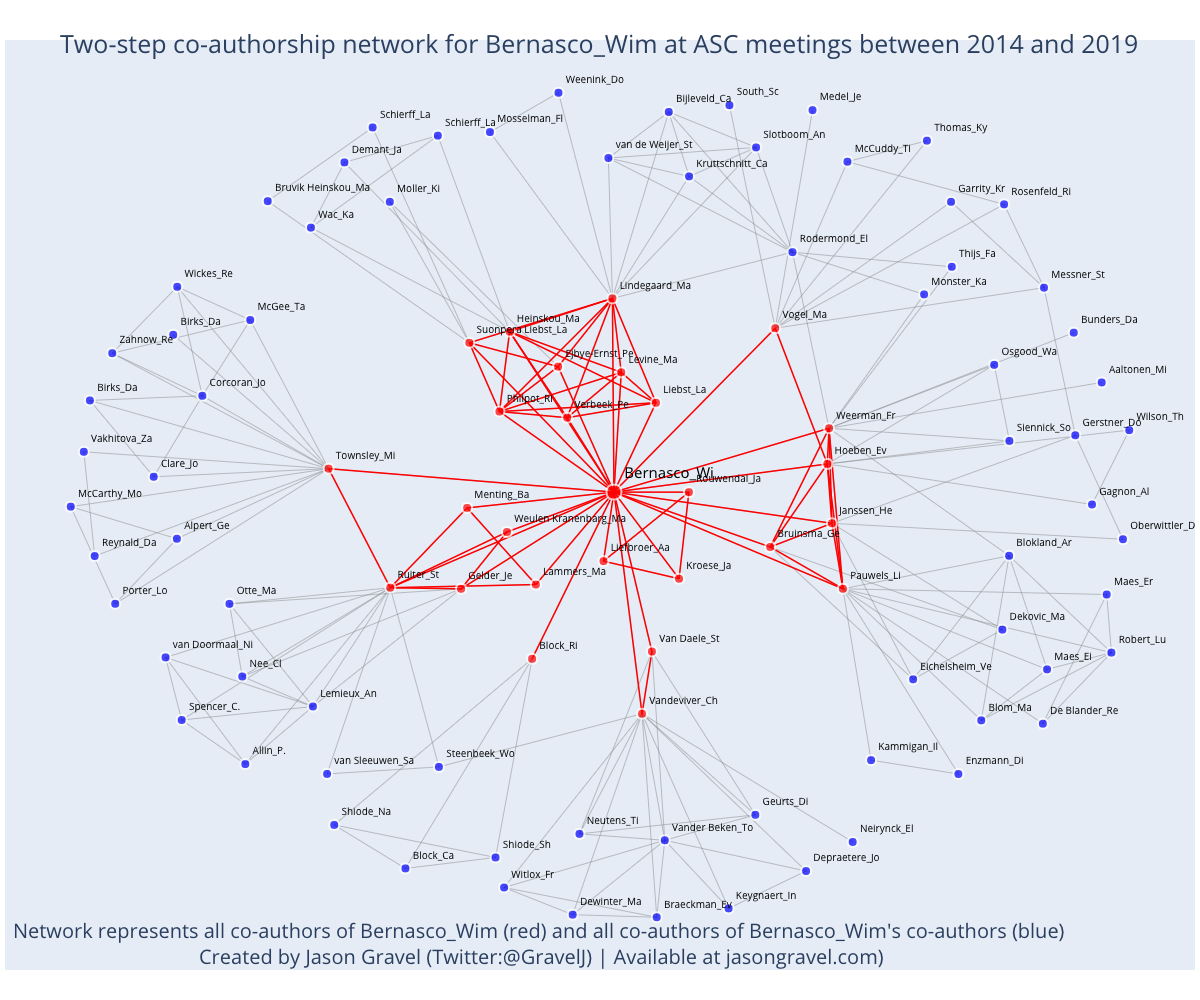 Two-step co-authorship network for Bernasco_Wim at ASC meetings between 2014 and 2019
Weenink_Do
Bijleveld_Ca
South_Sc
Medel_Je
Schierff_La
Schierff_La
Mosselman_Fl
Slotboom_An
Thomas_Ky
Demant_Ja
van de Weijer_St
McCuddy_Ti
Kruttschnitt_Ca
Bruvik Heinskou_Ma
Moller_Ki
Garrity_Kr
Rosenfeld_Ri
Wac_Ka
Rodermond_El
Thijs_Fa
Wickes_Re
Lindegaard_Ma
Monster_Ka
Messner_St
McGee_Ta
Birks_Da
Heinskou_Ma
Vogel_Ma
Bunders_Da
Zahnow_Re
Suonpera Liebst_La
Ejbye-Ernst_Pe
Levine_Ma
Osgood_Wa
Aaltonen_Mi
Birks_Da
Corcoran_Jo
Philpot_Ri
Verbeek_Pe
Liebst_La
Weerman_Fr
Siennick_So
Gerstner_Do
Wilson_Th
Vakhitova_Za
Clare_Jo
Townsley_Mi
Bernasco_Wi
Rouwendal_Ja
Hoeben_Ev
McCarthy_Mo
Menting_Ba
Gagnon_Al
Alpert_Ge
Weulen Kranenbarg_Ma
Janssen_He
Oberwittler_D
Reynald_Da
Liefbroer_Aa
Bruinsma_Ge
Blokland_Ar
Porter_Lo
Ruiter_St
Gelder_Je
Lammers_Ma
Kroese_Ja
Pauwels_Li
Maes_Er
Otte_Ma
Dekovic_Ma
van Doormaal_Ni
Block_Ri
Van Daele_St
Robert_Lu
Nee_Cl
Eichelsheim_Ve
Maes_Ei
Spencer_C.
Lemieux_An
Vandeviver_Ch
Blom_Ma
De Blander_Re
Allin_P.
van Sleeuwen_Sa
Steenbeek_Wo
Kammigan_Il
Enzmann_Di
Shiode_Na
Geurts_Di
Neutens_Ti
Vander Beken_To
Neirynck_El
Block_Ca
Shiode_Sh
Depraetere_Jo
Witlox_Fr
Dewinter_Ma
Braeckman_Ev
Keygnaert_In
Network represents all co-authors of Bernasco_Wim (red) and all co-authors of Bernasco_Wim's co-authors (blue)
Created by Jason Gravel (Twitter:@GravelJ) | Available at jasongravel.com)